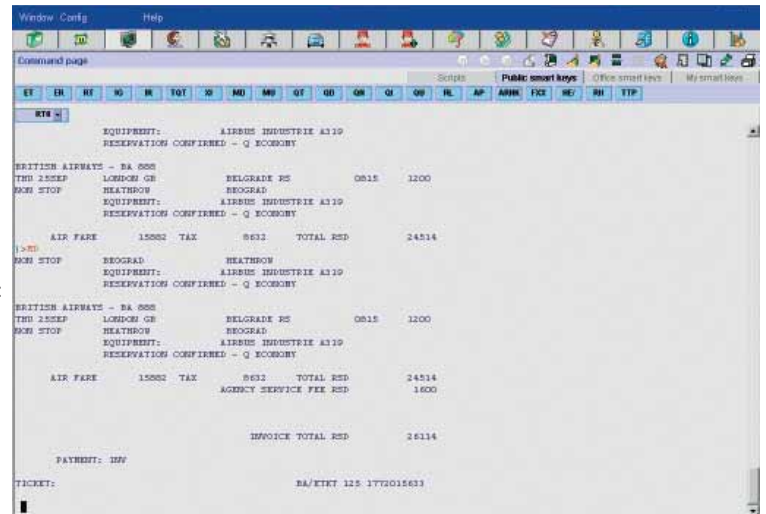 Window Config Help
Command page
Scripts Public smart keys Office smart keys My smart keys
ET ER RT IG IR TQT XI MD MU QT QD QN QI QU RL AP ARNK FXX HE/ RH TTP
EQUIPMENT: AIRBUS INDUSTRIE A319
RESERVATION CONFIRMED - Q ECONOMY
BRITISH AIRWAYS - BA 888
THU 25SEP LONDON GB BELGRADE RS 0815 1200
NON STOP HEATHROW BEOGRAD
EQUIPMENT: AIRBUS INDUSTRIE A319
RESERVATION CONFIRMED - Q ECONOMY
AIR FARE 15882 TAX 8632 TOTAL RSD 24514
>MD
NON STOP BEOGRAD HEATHROW
EQUIPMENT: AIRBUS INDUSTRIE A319
RESERVATION CONFIRMED - Q ECONOMY
BRITISH AIRWAYS - BA 888
THU 25SEP LONDON GB BELGRADE RS 0815 1200
NON STOP HEATHROW BEOGRAD
EQUIPMENT: AIRBUS INDUSTRIE A319
RESERVATION CONFIRMED - Q ECONOMY
AIR FARE 15882 TAX 8632 TOTAL RSD 24514
AGENCY SERVICE FEE RSD 1600
INVOICE TOTAL RSD 26114
PAYMENT: INV
TICKET: BA/ETKT 125 1772015633